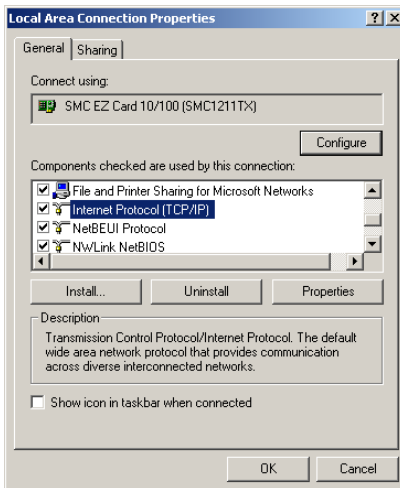 Local Area Connection Properties
General
Sharing
Connect using:
SMC EZ Card 10/100 (SMC1211TX)
Configure
Components checked are used by this connection:
File and Printer Sharing for Microsoft Networks
Internet Protocol (TCP/IP)
NetBEUI Protocol
NWLink NetBIOS
Install...
Uninstall
Properties
Description
Transmission Control Protocol/Internet Protocol. The default
wide area network protocol that provides communication
across diverse interconnected networks.
Show icon in taskbar when connected
OK
Cancel